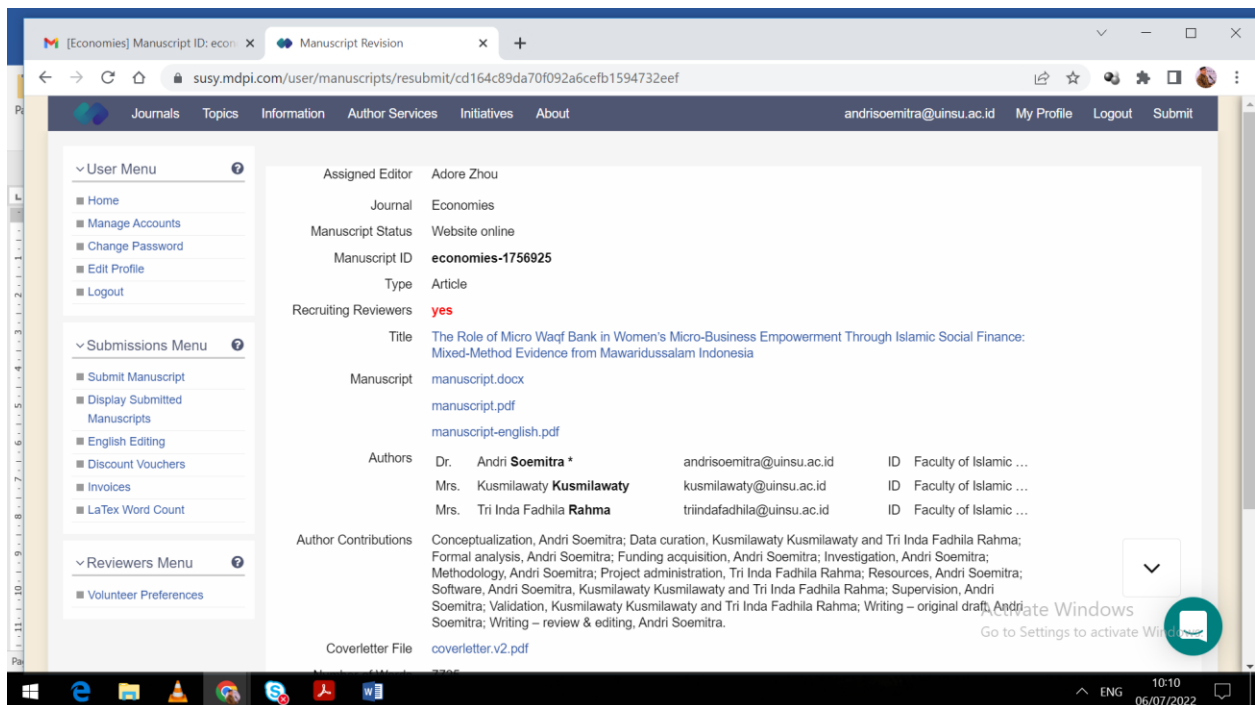 [Economies] Manuscript ID: econ
Manuscript Revision
susy.mdpi.com/user/manuscripts/resubmit/cd164c89da70f092a6cefb1594732eef
Journals Topics Information Author Services Initiatives About andrisoemitra@uinsu.ac.id My Profile Logout Submit
User Menu
Home
Manage Accounts
Change Password
Edit Profile
Logout
Submissions Menu
Submit Manuscript
Display Submitted
Manuscripts
English Editing
Discount Vouchers
Invoices
LaTex Word Count
Reviewers Menu
Volunteer Preferences
Assigned Editor Adore Zhou
Journal Economies
Manuscript Status Website online
Manuscript ID economies-1756925
Type Article
Recruiting Reviewers yes
Title The Role of Micro Waqf Bank in Women's Micro-Business Empowerment Through Islamic Social Finance:
Mixed-Method Evidence from Mawaridussalam Indonesia
Manuscript manuscript.docx
manuscript.pdf
manuscript-english.pdf
Authors Dr. Andri Soemitra * andrisoemitra@uinsu.ac.id ID Faculty of Islamic ...
Mrs. Kusmilawaty Kusmilawaty kusmilawaty@uinsu.ac.id ID Faculty of Islamic ...
Mrs. Tri Inda Fadhila Rahma triindafadhila@uinsu.ac.id ID Faculty of Islamic ...
Author Contributions Conceptualization, Andri Soemitra; Data curation, Kusmilawaty Kusmilawaty and Tri Inda Fadhila Rahma;
Formal analysis, Andri Soemitra; Funding acquisition, Andri Soemitra; Investigation, Andri Soemitra;
Methodology, Andri Soemitra; Project administration, Tri Inda Fadhila Rahma; Resources, Andri Soemitra;
Software, Andri Soemitra, Kusmilawaty Kusmilawaty and Tri Inda Fadhila Rahma; Supervision, Andri
Soemitra; Validation, Kusmilawaty Kusmilawaty and Tri Inda Fadhila Rahma; Writing – original draft, Andri
Soemitra; Writing – review & editing, Andri Soemitra.
Coverletter File coverletter.v2.pdf
Activate Windows
Go to Settings to activate Windows.
ENG
10:10
06/07/2022